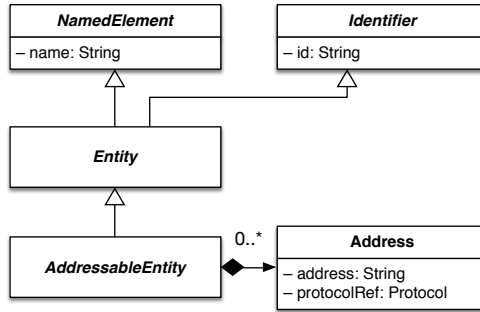 NamedElement
– name: String
Identifier
– id: String
Entity
AddressableEntity
0..*
Address
– address: String
– protocolRef: Protocol